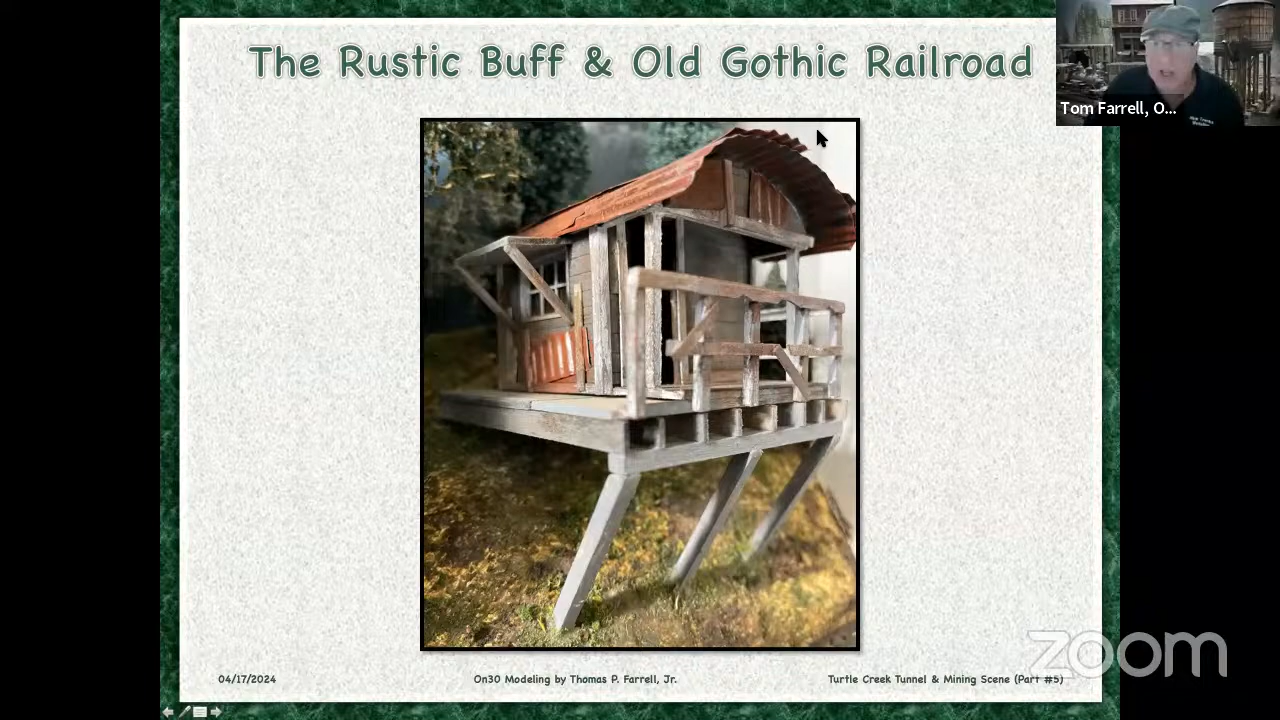 The Rustic Buff & Old Gothic Railroad
Tom Farrell, O...
04/17/2024
On30 Modeling by Thomas P. Farrell, Jr.
Turtle Creek Tunnel & Mining Scene (Part #5)
zoom